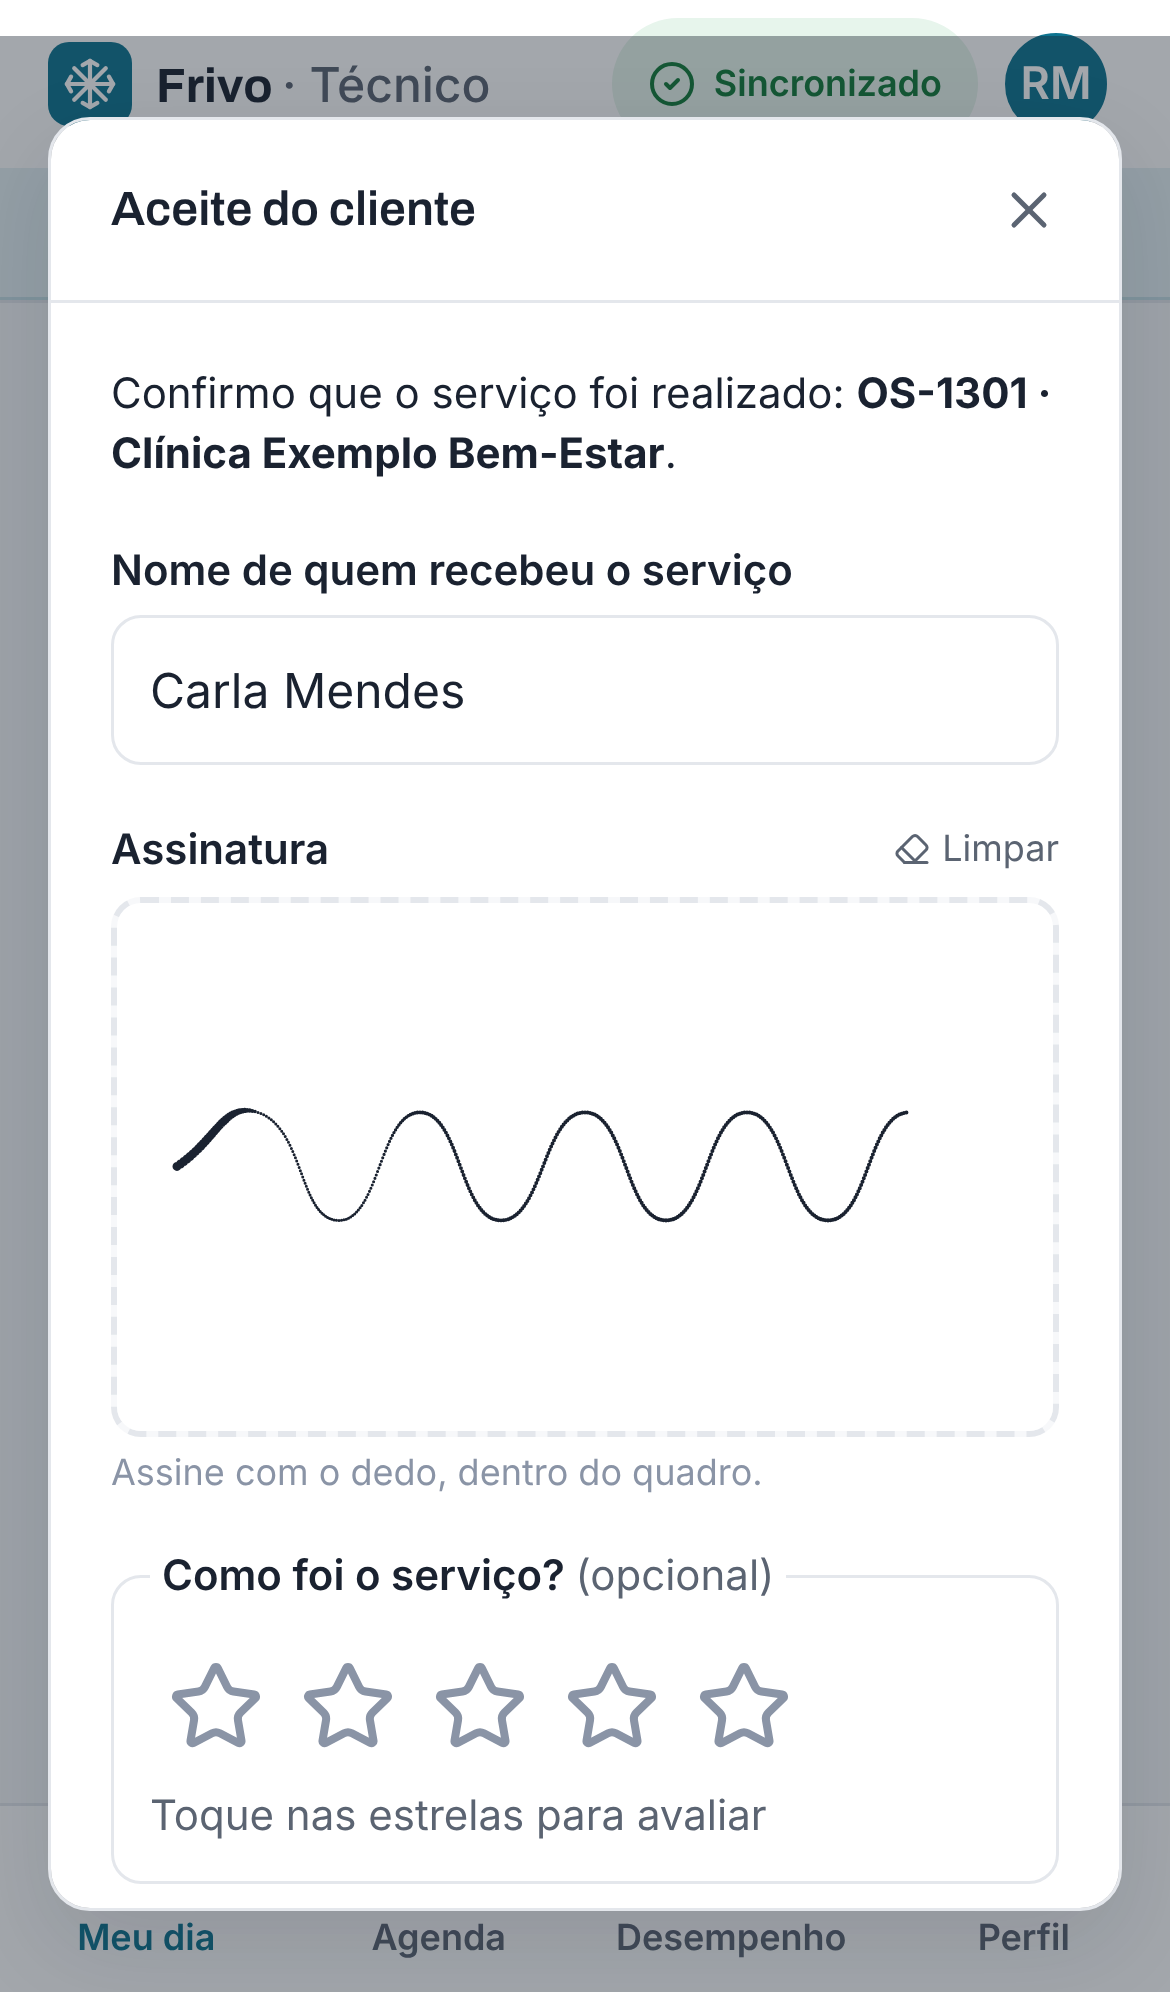 Frivo · Técnico
Sincronizado
RM
Aceite do cliente
Confirmo que o serviço foi realizado: OS-1301 ·
Clínica Exemplo Bem-Estar.
Nome de quem recebeu o serviço
Carla Mendes
Assinatura
Limpar
Assine com o dedo, dentro do quadro.
Como foi o serviço? (opcional)
Toque nas estrelas para avaliar
Meu dia
Agenda
Desempenho
Perfil